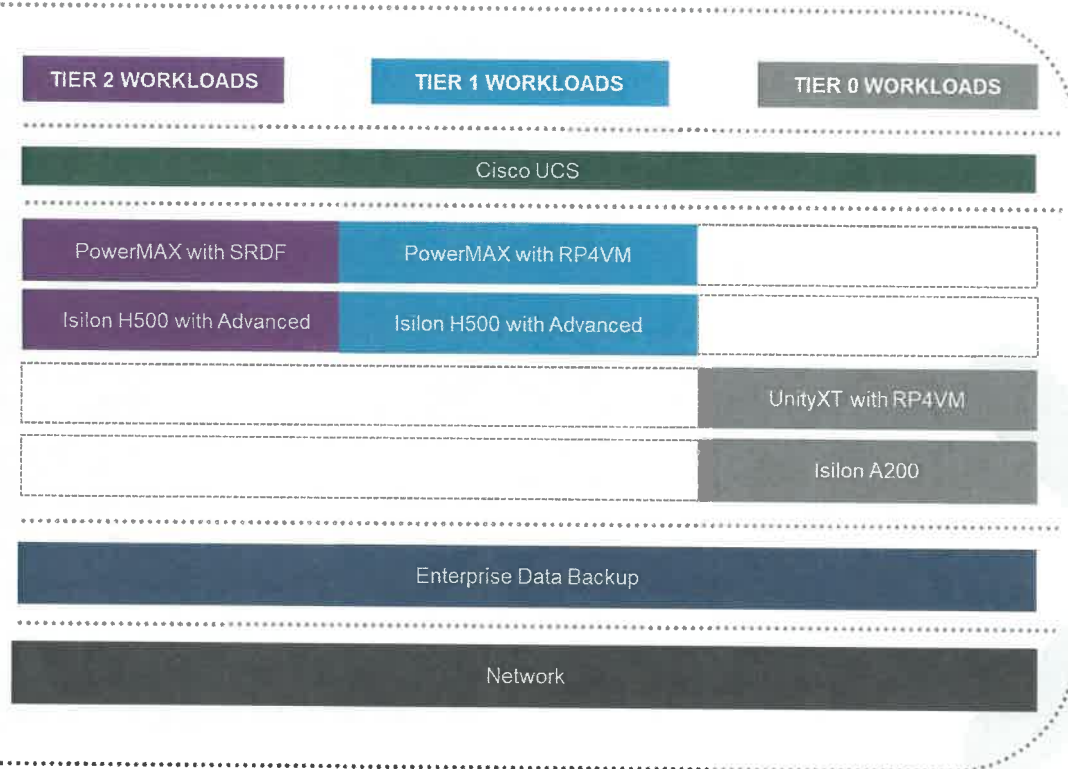 TIER 2 WORKLOADS
TIER 1 WORKLOADS
TIER 0 WORKLOADS
Cisco UCS
PowerMAX with SRDF
PowerMAX with RP4VM
Isilon H500 with Advanced
Isilon H500 with Advanced
UnityXT with RP4VM
Isilon A200
Enterprise Data Backup
Network